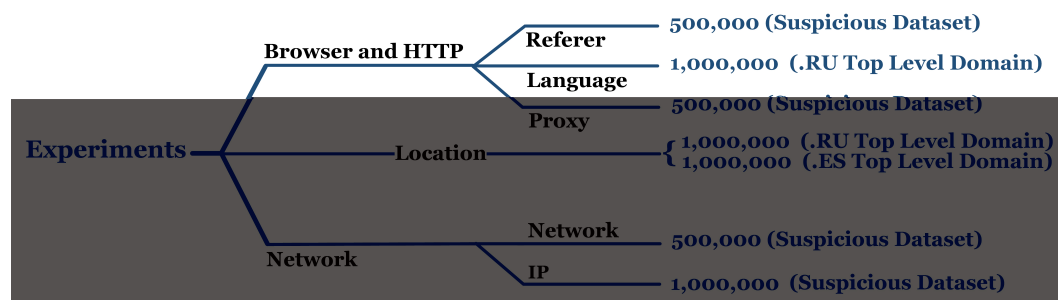 500,000 (Suspicious Dataset)
Referer
Browser and HTTP
1,000,000 (.RU Top Level Domain)
Language
500,000 (Suspicious Dataset)
Proxy
Experiments
Location
{ 1,000,000 (.RU Top Level Domain)
1,000,000 (.ES Top Level Domain)
Network
Network
500,000 (Suspicious Dataset)
IP
1,000,000 (Suspicious Dataset)